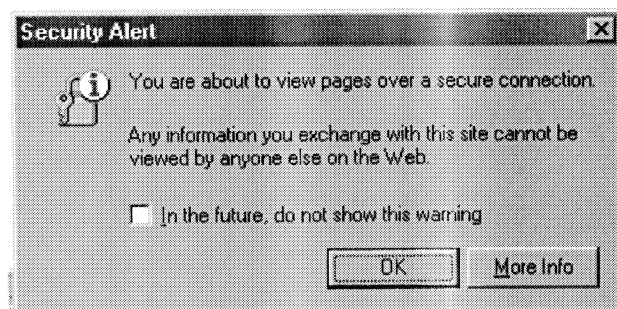 Security Alert
You are about to view pages over a secure connection.
Any information you exchange with this site cannot be
viewed by anyone else on the Web.
In the future, do not show this warning
OK
More Info